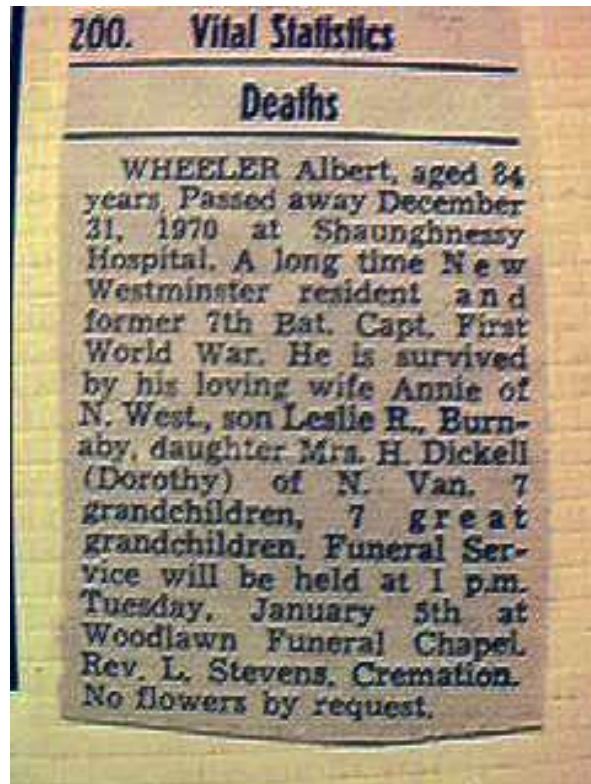 200. Vital Statistics
Deaths
WHEELER Albert, aged 84
years. Passed away December
31, 1970 at Shaunghnessy
Hospital. A long time New
Westminster resident and
former 7th Bat. Capt. First
World War. He is survived
by his loving wife Annie of
N. West., son Leslie R., Burn-
aby, daughter Mrs. H. Dickell
(Dorothy) of N. Van. 7
grandchildren, 7 great
grandchildren. Funeral Ser-
vice will be held at 1 p.m.
Tuesday, January 5th at
Woodlawn Funeral Chapel.
Rev. L. Stevens. Cremation.
No flowers by request.